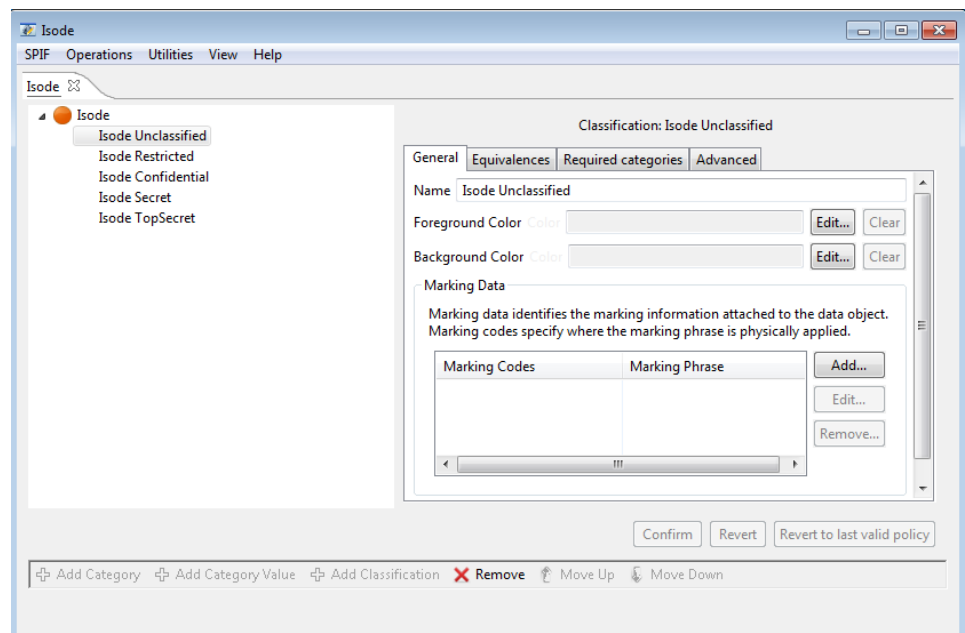 Isode
SPIF Operations Utilities View Help
Isode
Isode
Isode Unclassified
Isode Restricted
Isode Confidential
Isode Secret
Isode TopSecret
Classification: Isode Unclassified
General Equivalences Required categories Advanced
Name Isode Unclassified
Foreground Color Color Edit... Clear
Background Color Color Edit... Clear
Marking Data
Marking data identifies the marking information attached to the data object.
Marking codes specify where the marking phrase is physically applied.
Marking Codes Marking Phrase Add...
Edit...
Remove...
Confirm Revert Revert to last valid policy
Add Category Add Category Value Add Classification Remove Move Up Move Down